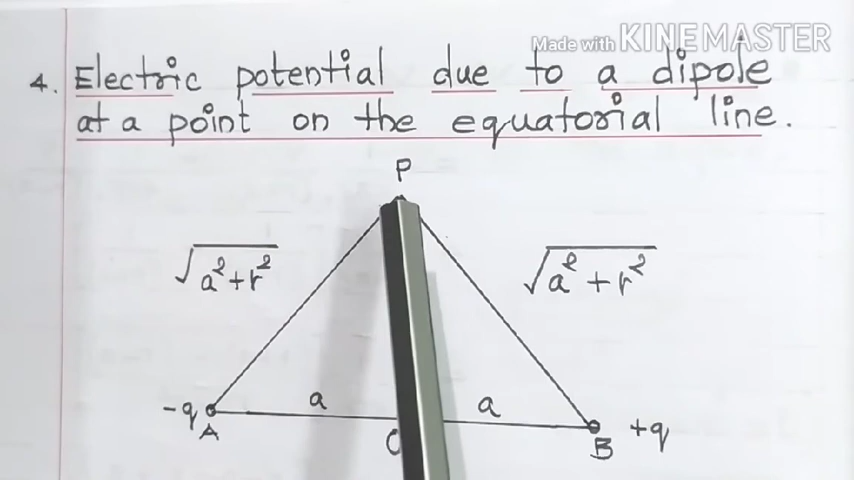 Made with KINEMASTER
4. Electric potential due to a dipole
at a point on the equatorial line.
P
√a²+r² √a²+r²
-q A a a B +q